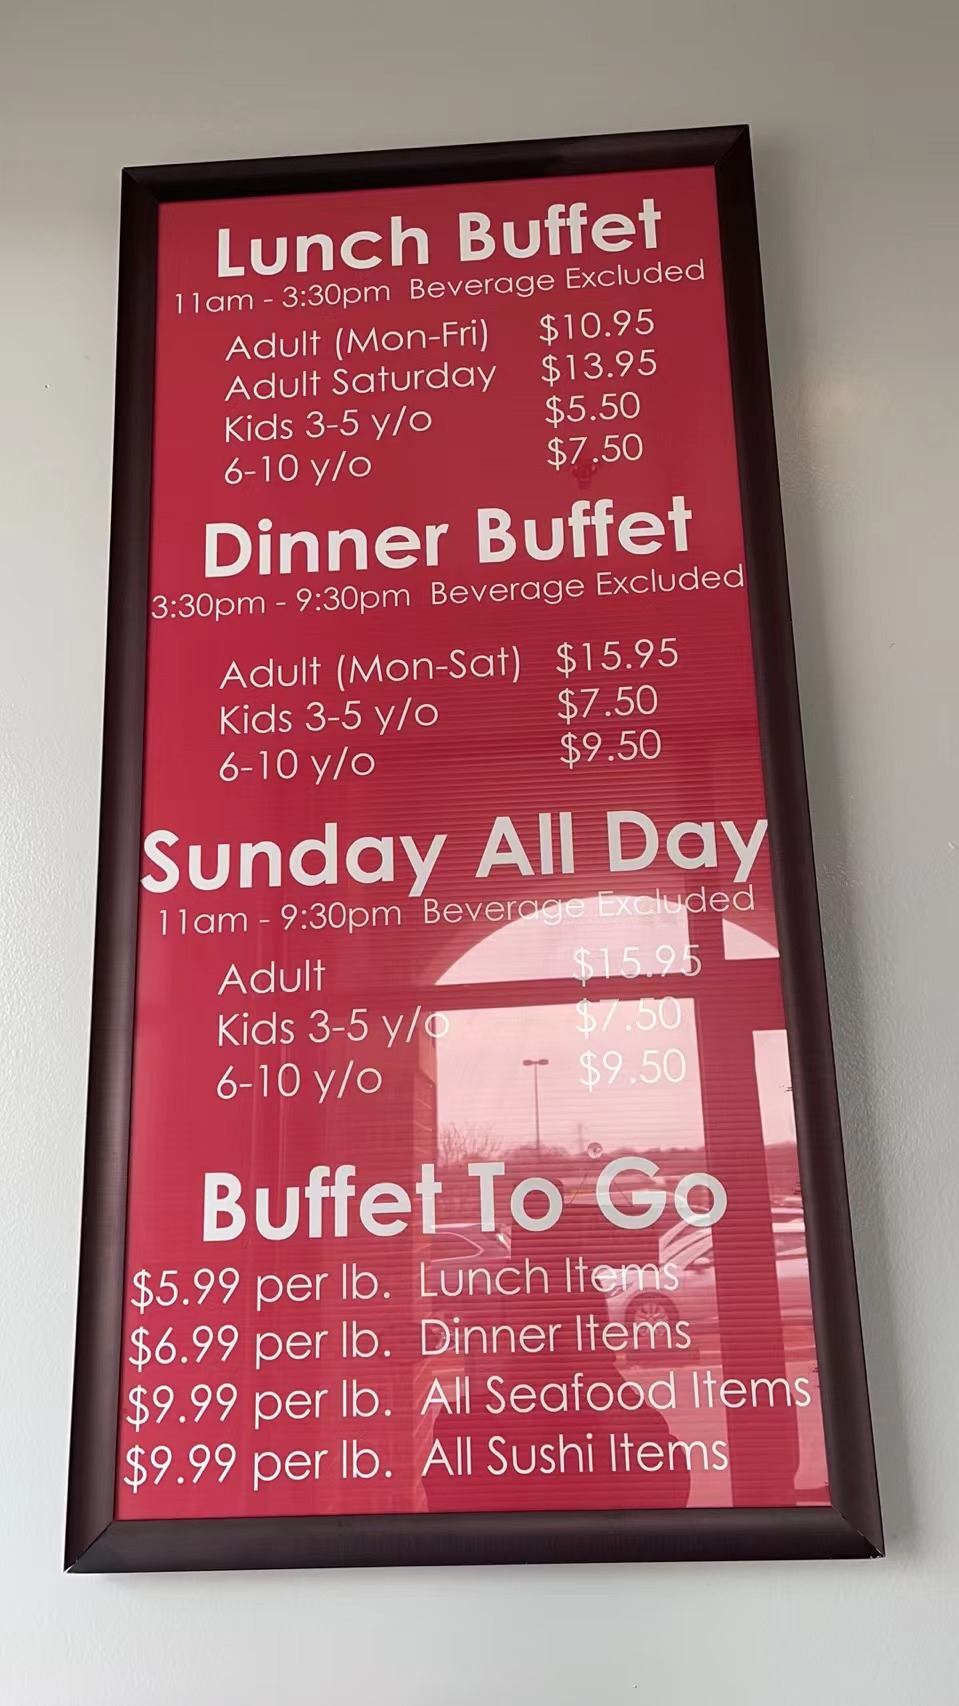 Lunch Buffet
11am - 3:30pm Beverage Excluded
Adult (Mon-Fri) $10.95
Adult Saturday $13.95
Kids 3-5 y/o $5.50
6-10 y/o $7.50
Dinner Buffet
3:30pm - 9:30pm Beverage Excluded
Adult (Mon-Sat) $15.95
Kids 3-5 y/o $7.50
6-10 y/o $9.50
Sunday All Day
11am - 9:30pm Beverage Excluded
Adult $15.95
Kids 3-5 y/o $7.50
6-10 y/o $9.50
Buffet To Go
$5.99 per lb. Lunch Items
$6.99 per lb. Dinner Items
$9.99 per lb. All Seafood Items
$9.99 per lb. All Sushi Items